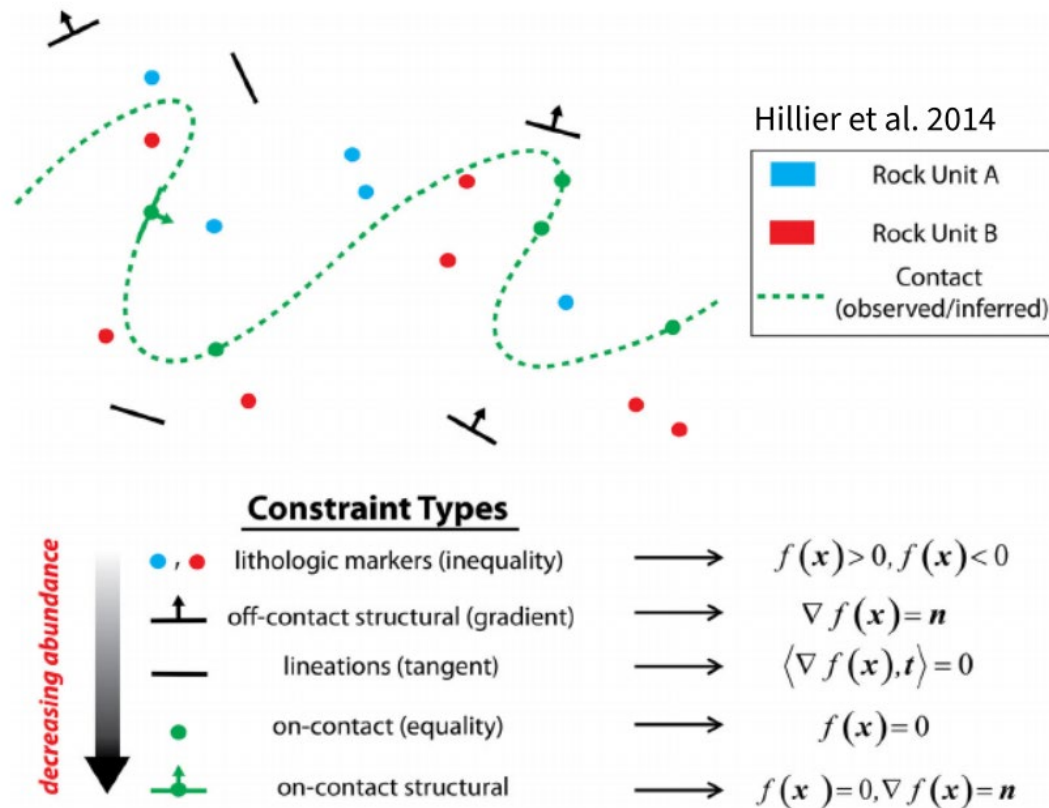 Hillier et al. 2014
Rock Unit A
Rock Unit B
Contact
(observed/inferred)
Constraint Types
decreasing abundance
, lithologic markers (inequality) f(x)>0, f(x)<0
off-contact structural (gradient) ∇f(x)=n
lineations (tangent) ⟨∇f(x),t⟩=0
on-contact (equality) f(x)=0
on-contact structural f(x)=0,∇f(x)=n